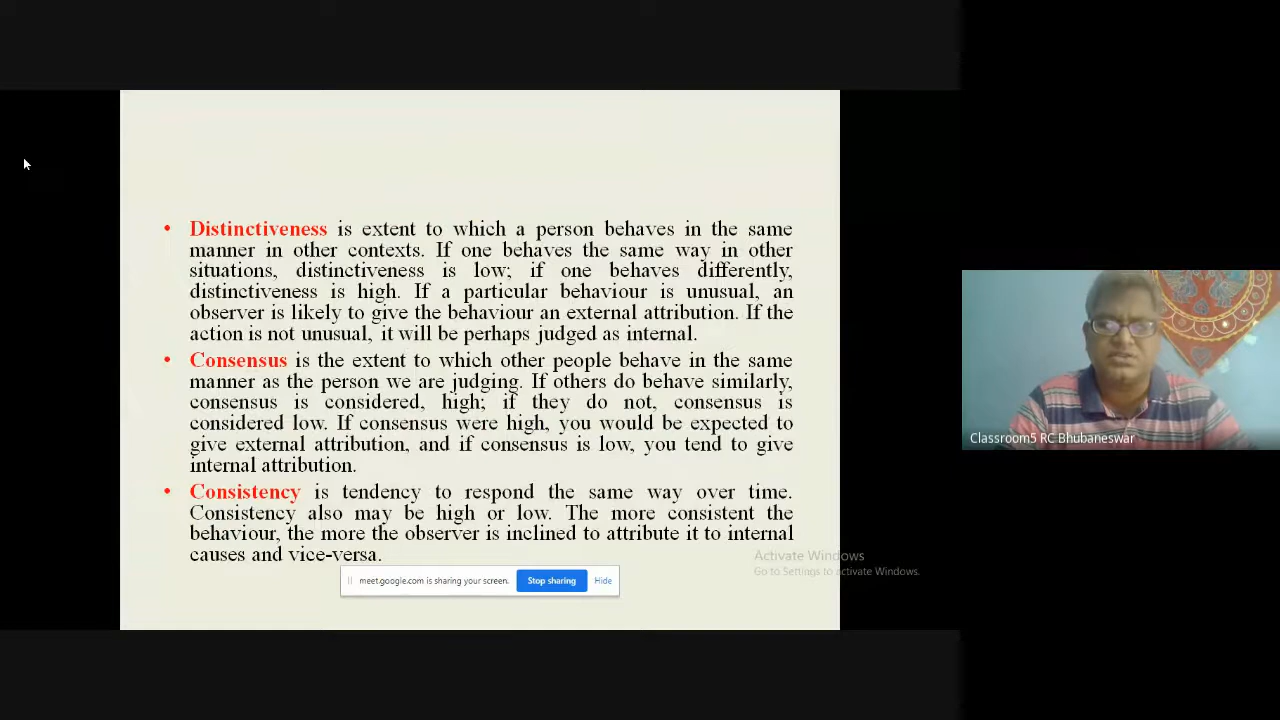 • Distinctiveness is extent to which a person behaves in the same
manner in other contexts. If one behaves the same way in other
situations, distinctiveness is low; if one behaves differently,
distinctiveness is high. If a particular behaviour is unusual, an
observer is likely to give the behaviour an external attribution. If the
action is not unusual, it will be perhaps judged as internal.
• Consensus is the extent to which other people behave in the same
manner as the person we are judging. If others do behave similarly,
consensus is considered, high; if they do not, consensus is
considered low. If consensus were high, you would be expected to
give external attribution, and if consensus is low, you tend to give
internal attribution.
• Consistency is tendency to respond the same way over time.
Consistency also may be high or low. The more consistent the
behaviour, the more the observer is inclined to attribute it to internal
causes and vice-versa.
meet.google.com is sharing your screen. Stop sharing Hide
Activate Windows
Go to Settings to activate Windows.
Classroom5 RC Bhubaneswar